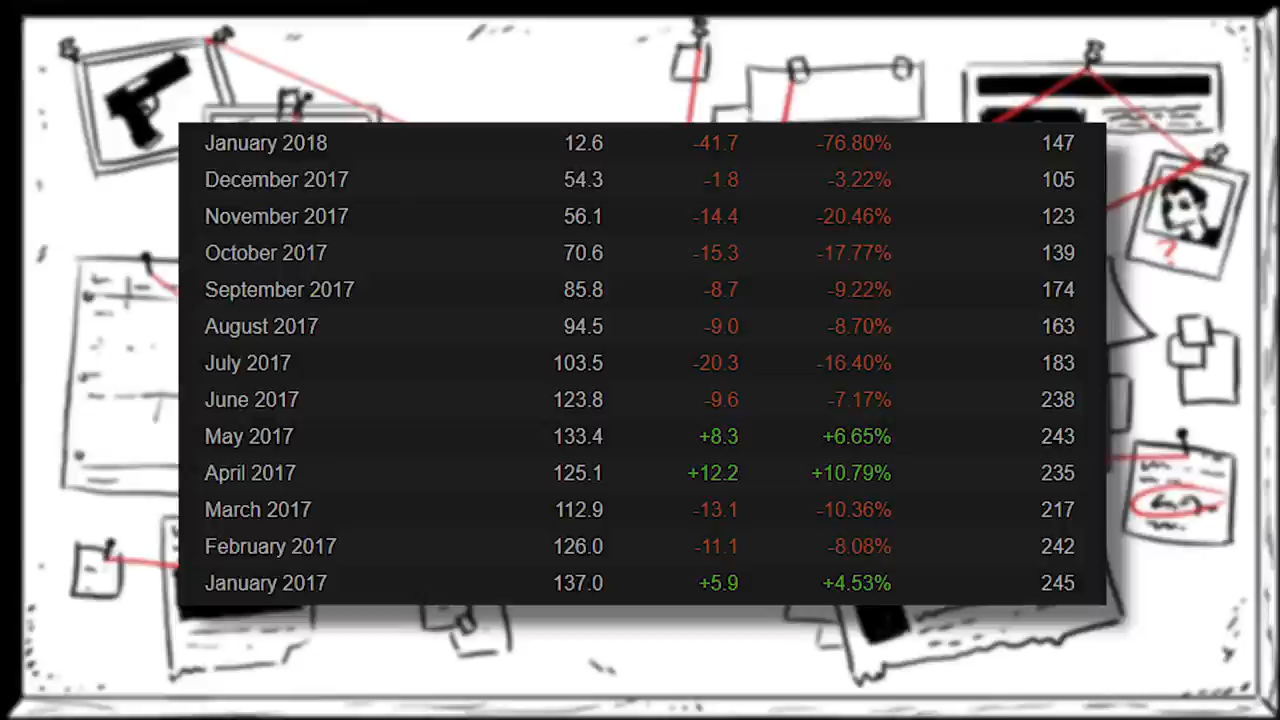 January 2018 12.6 -41.7 -76.80% 147
December 2017 54.3 -1.8 -3.22% 105
November 2017 56.1 -14.4 -20.46% 123
October 2017 70.6 -15.3 -17.77% 139
September 2017 85.8 -8.7 -9.22% 174
August 2017 94.5 -9.0 -8.70% 163
July 2017 103.5 -20.3 -16.40% 183
June 2017 123.8 -9.6 -7.17% 238
May 2017 133.4 +8.3 +6.65% 243
April 2017 125.1 +12.2 +10.79% 235
March 2017 112.9 -13.1 -10.36% 217
February 2017 126.0 -11.1 -8.08% 242
January 2017 137.0 +5.9 +4.53% 245
?